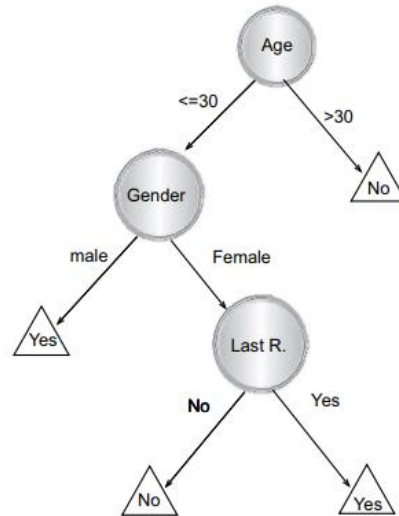 Age
<=30
>30
Gender
No
male
Female
Yes
Last R.
No
Yes
No
Yes